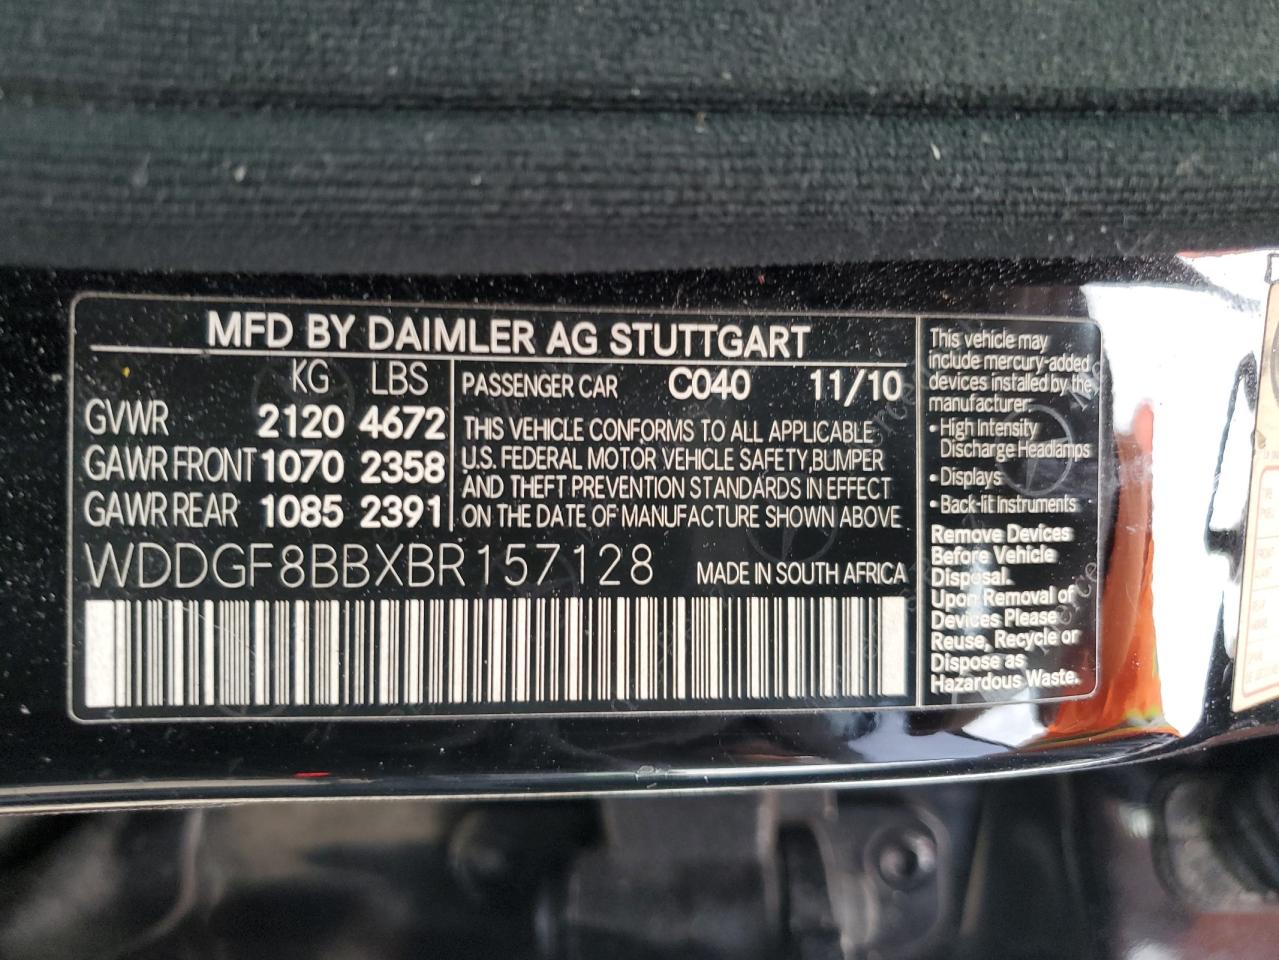 MFD BY DAIMLER AG STUTTGART
KG LBS
GVWR 2120 4672
GAWR FRONT 1070 2358
GAWR REAR 1085 2391
PASSENGER CAR C040 11/10
THIS VEHICLE CONFORMS TO ALL APPLICABLE
U.S. FEDERAL MOTOR VEHICLE SAFETY, BUMPER
AND THEFT PREVENTION STANDARDS IN EFFECT
ON THE DATE OF MANUFACTURE SHOWN ABOVE
WDDGF8BBXBR157128 MADE IN SOUTH AFRICA
This vehicle may
include mercury-added
devices installed by the
manufacturer:
• High Intensity
Discharge Headlamps
• Displays
• Back-lit Instruments
Remove Devices
Before Vehicle
Disposal.
Upon Removal of
Devices Please
Reuse, Recycle or
Dispose as
Hazardous Waste.